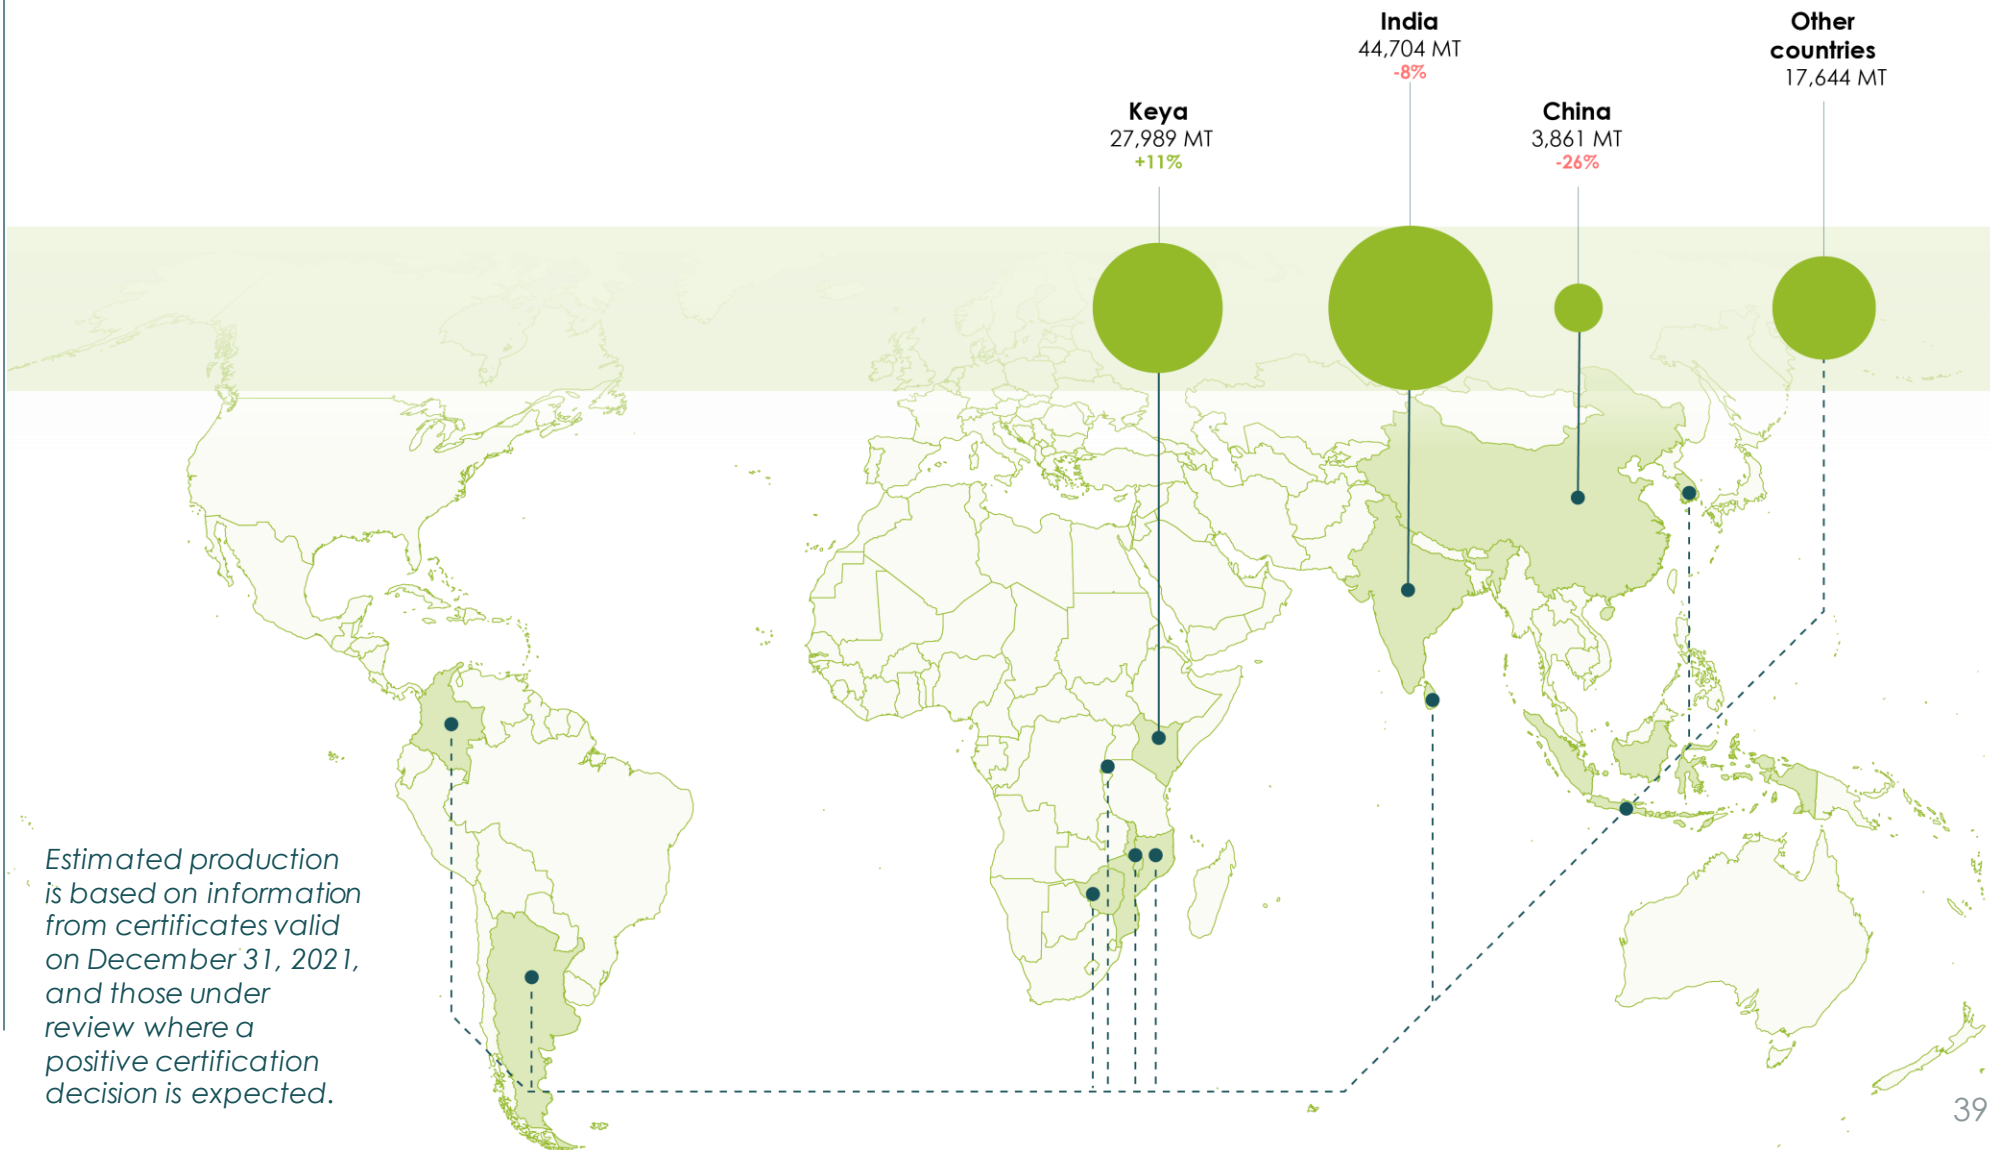 India
44,704 MT
-8%
Other
countries
17,644 MT
Keya
27,989 MT
+11%
China
3,861 MT
-26%
Estimated production
is based on information
from certificates valid
on December 31, 2021,
and those under
review where a
positive certification
decision is expected.
39